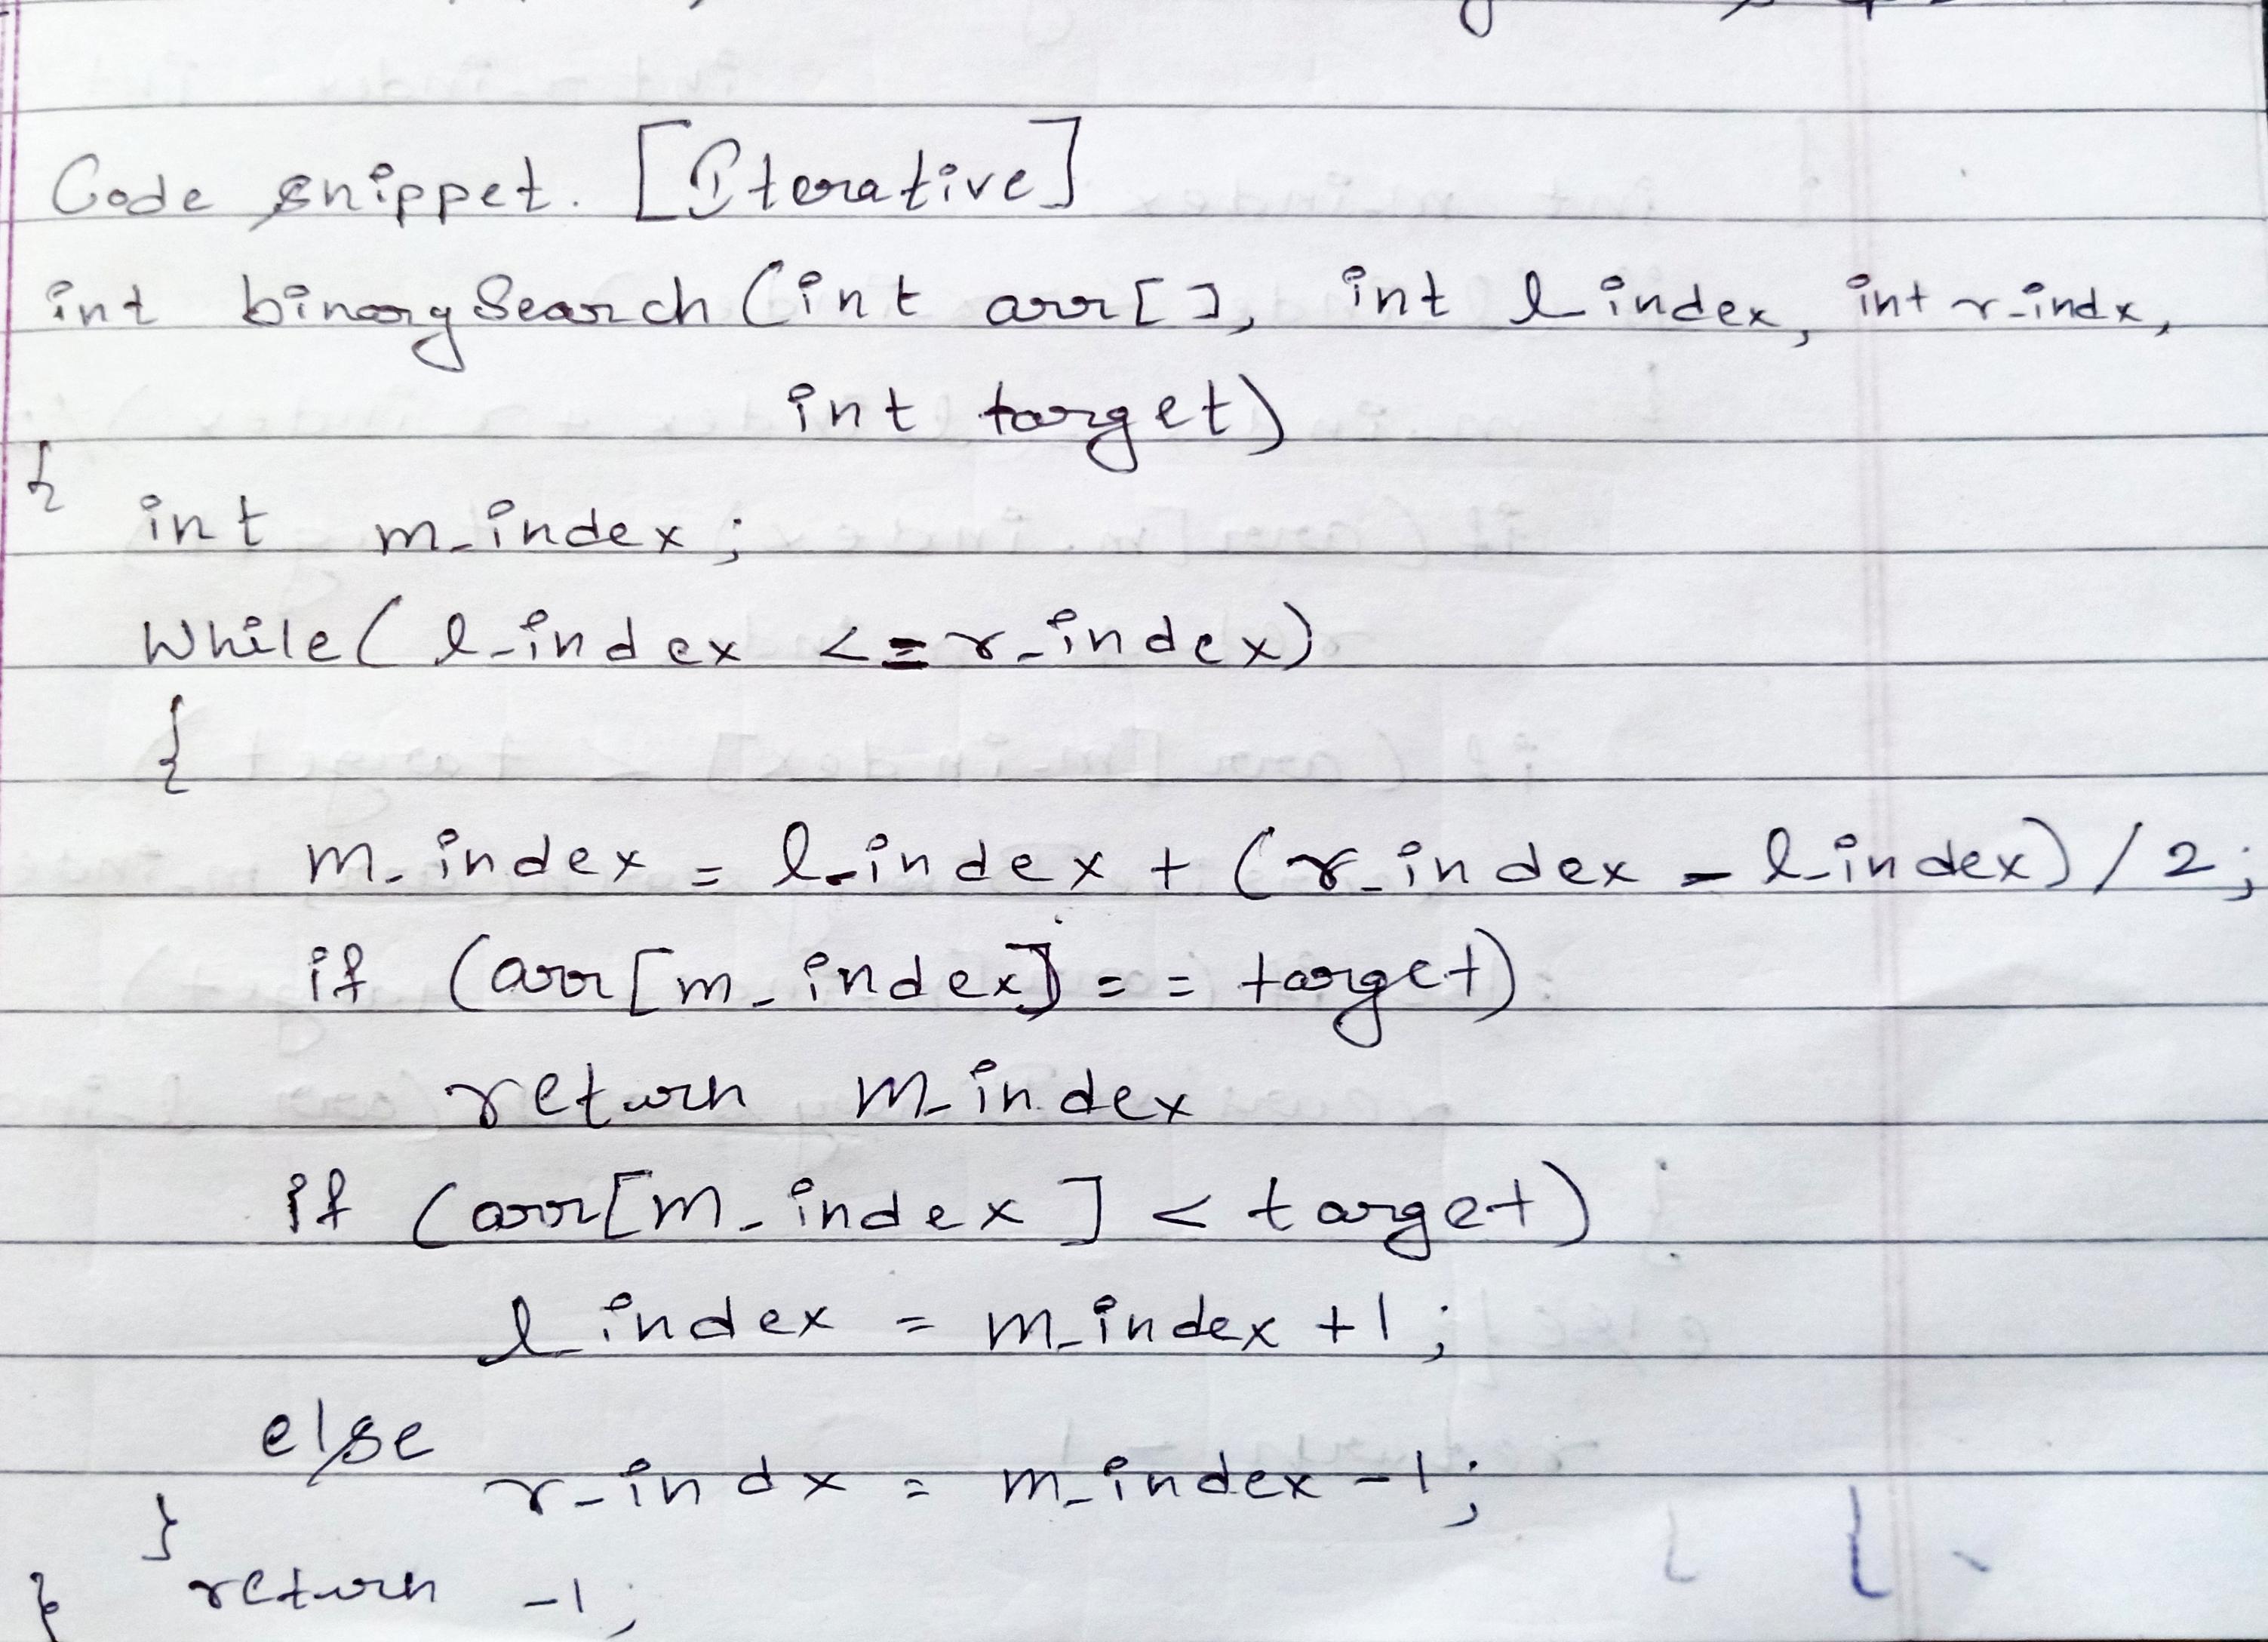 Code snippet. [Iterative]
int binarySearch (int arr[], int l index, int r_indx,
int target)
{
int m_index;
While( l_index <= r_index)
{
m_index = l_index + (r_index - l_index) / 2;
if (arr[m_index] == target)
return m_index
if (arr[m_index] < target)
l_index = m_index +1;
else
r_indx = m_index -1;
}
return -1;
}